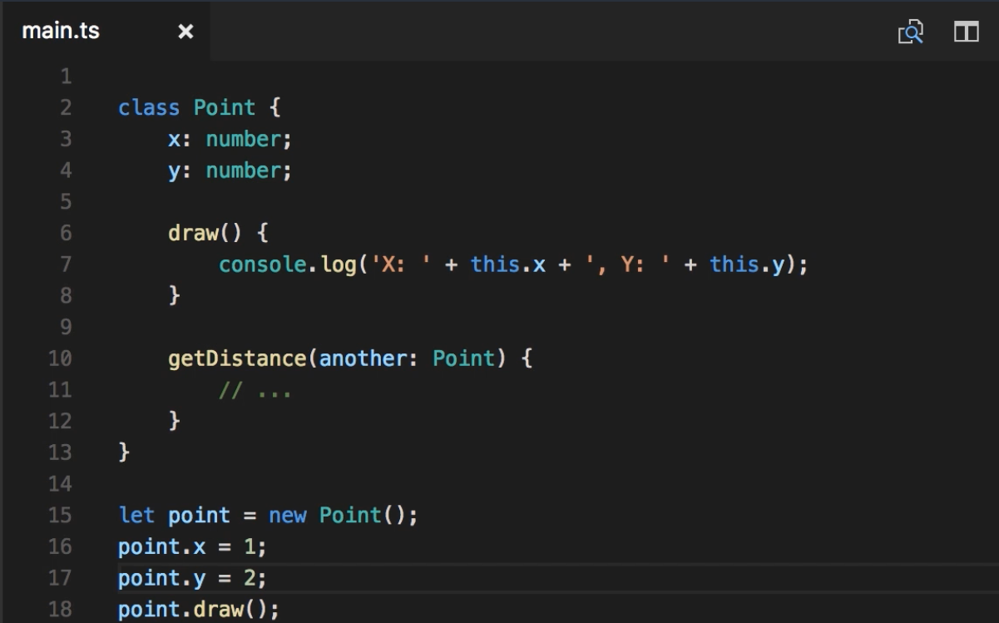 main.ts
1
2 class Point {
3     x: number;
4     y: number;
5
6     draw() {
7         console.log('X: ' + this.x + ', Y: ' + this.y);
8     }
9
10     getDistance(another: Point) {
11         // ...
12     }
13 }
14
15 let point = new Point();
16 point.x = 1;
17 point.y = 2;
18 point.draw();